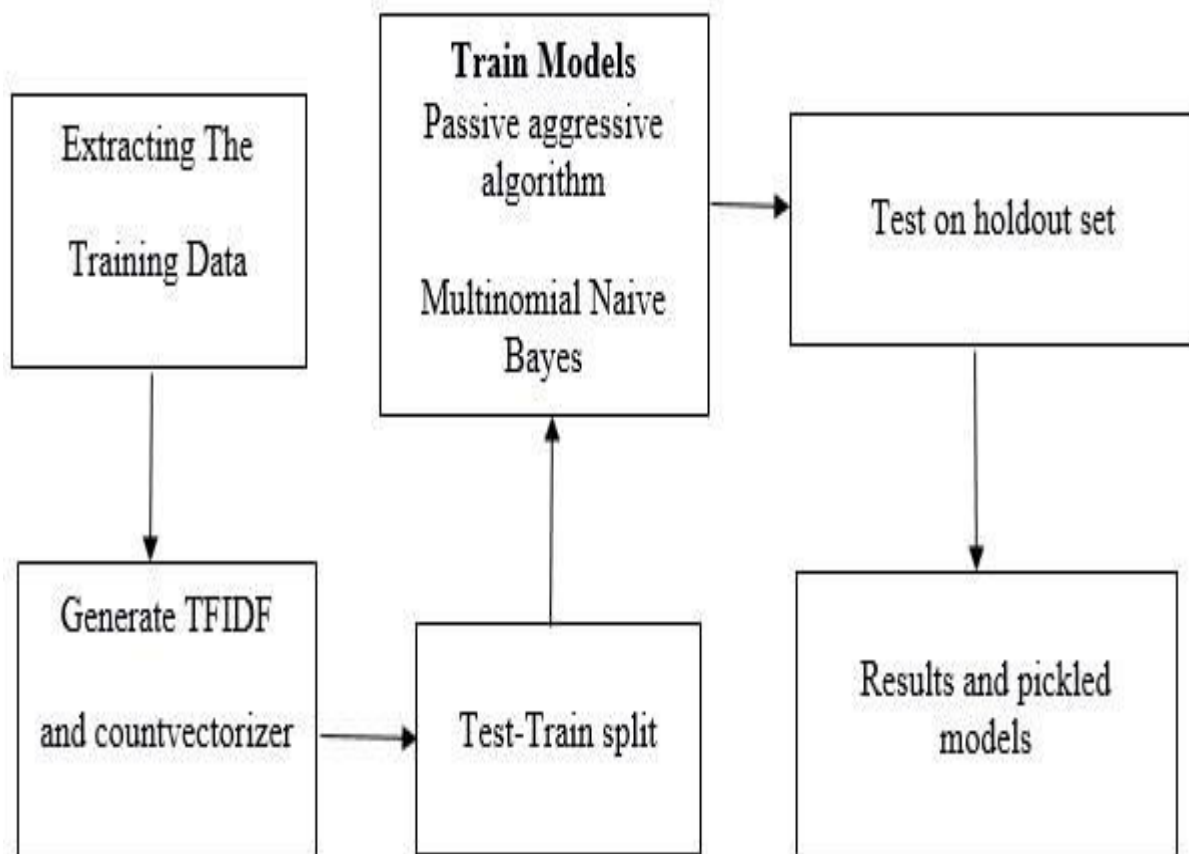 Extracting The
Training Data
Generate TFIDF
and countvectorizer
Test-Train split
Train Models
Passive aggressive
algorithm
Multinomial Naive
Bayes
Test on holdout set
Results and pickled
models